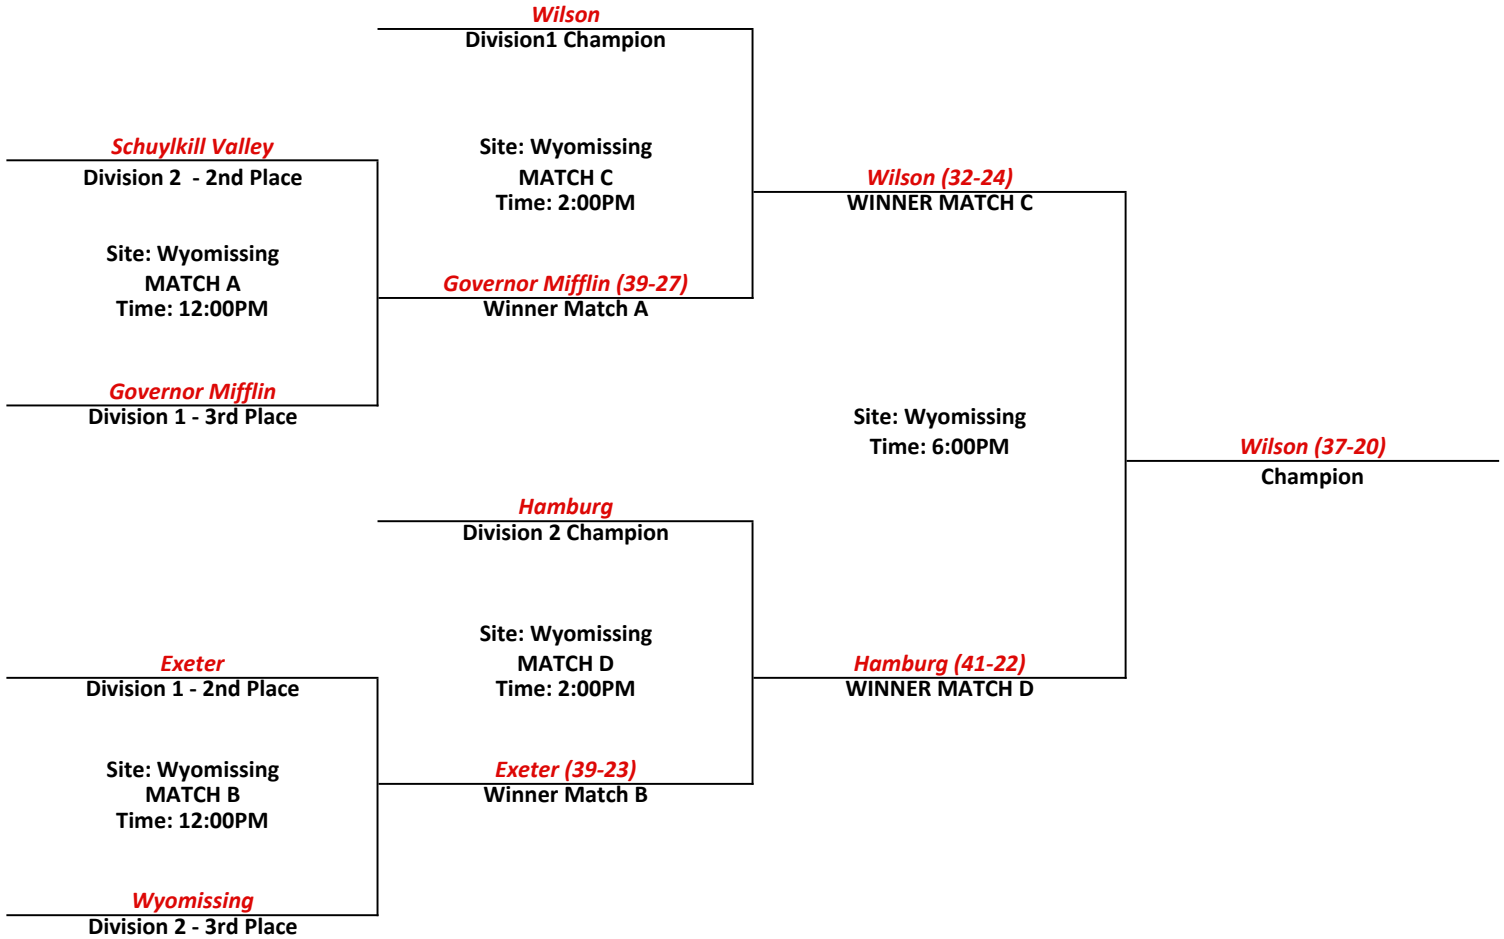 Wilson
Division1 Champion
Schuylkill Valley
Division 2  - 2nd Place
Site: Wyomissing
MATCH C
Time: 2:00PM
Wilson (32-24)
WINNER MATCH C
Site: Wyomissing
MATCH A
Time: 12:00PM
Governor Mifflin (39-27)
Winner Match A
Governor Mifflin
Division 1 - 3rd Place
Site: Wyomissing
Time: 6:00PM
Wilson (37-20)
Champion
Hamburg
Division 2 Champion
Exeter
Division 1 - 2nd Place
Site: Wyomissing
MATCH D
Time: 2:00PM
Hamburg (41-22)
WINNER MATCH D
Site: Wyomissing
MATCH B
Time: 12:00PM
Exeter (39-23)
Winner Match B
Wyomissing
Division 2 - 3rd Place